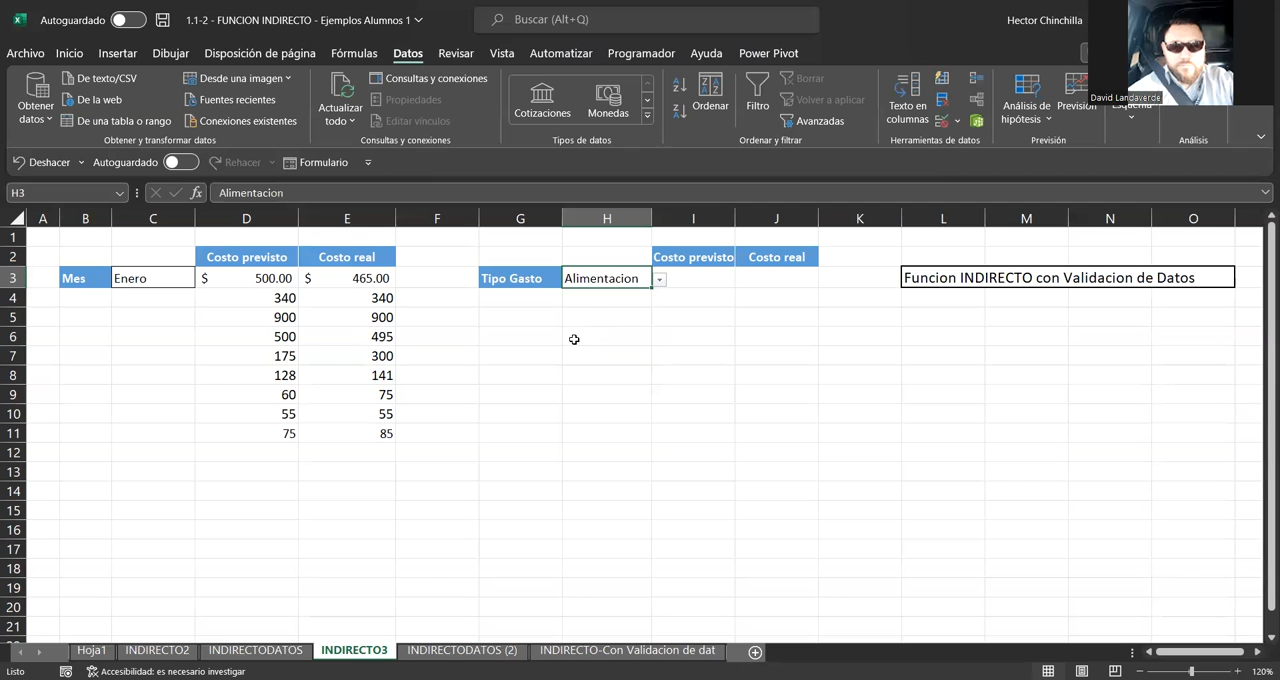 Autoguardado
1.1-2 - FUNCION INDIRECTO - Ejemplos Alumnos 1
Buscar (Alt+Q)
Hector Chinchilla
Archivo Inicio Insertar Dibujar Disposición de página Fórmulas Datos Revisar Vista Automatizar Programador Ayuda Power Pivot
David Landaverde
Obtener datos
De texto/CSV
De la web
De una tabla o rango
Desde una imagen
Fuentes recientes
Conexiones existentes
Obtener y transformar datos
Actualizar todo
Consultas y conexiones
Propiedades
Editar vínculos
Consultas y conexiones
Cotizaciones
Monedas
Tipos de datos
Ordenar
Filtro
Borrar
Volver a aplicar
Avanzadas
Ordenar y filtrar
Texto en columnas
Herramientas de datos
Análisis de hipótesis
Previsión
Previsión
Análisis
Deshacer
Autoguardado
Rehacer
Formulario
H3
fx
Alimentacion
A B C D E F G H I J K L M N O
1
2 Costo previsto Costo real Costo previsto Costo real
3 Mes Enero $ 500.00 $ 465.00 Tipo Gasto Alimentacion Funcion INDIRECTO con Validacion de Datos
4 340 340
5 900 900
6 500 495
7 175 300
8 128 141
9 60 75
10 55 55
11 75 85
12
13
14
15
16
17
18
19
20
21
Hoja1 INDIRECTO2 INDIRECTODATOS INDIRECTO3 INDIRECTODATOS (2) INDIRECTO-Con Validacion de dat
Listo
Accesibilidad: es necesario investigar
120%